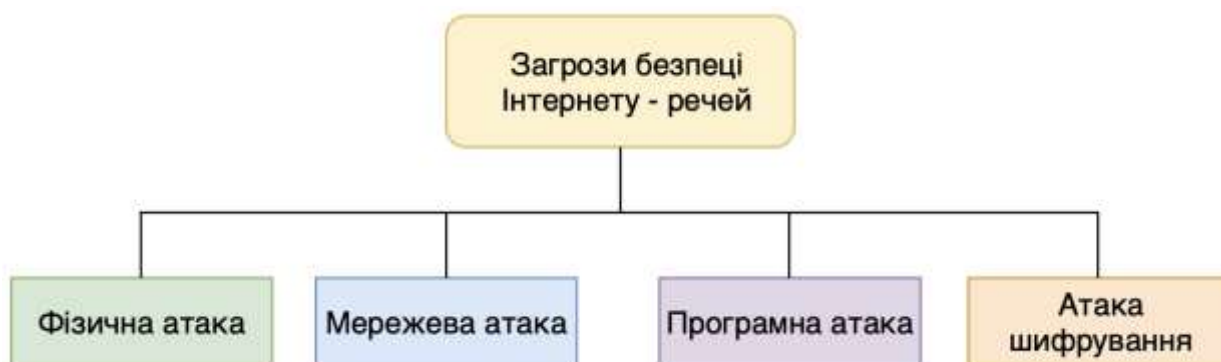 Загрози безпеці
Інтернету - речей
Фізична атака
Мережева атака
Програмна атака
Атака
шифрування